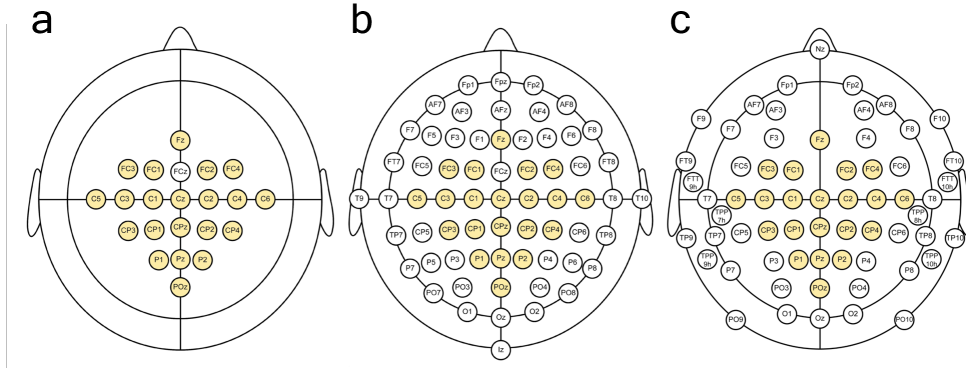 a
b
c
Fz
FC3 FC1 FCz FC2 FC4
C5 C3 C1 Cz C2 C4 C6
CP3 CP1 CPz CP2 CP4
P1 Pz P2
POz
Fp1 Fpz Fp2
AF7 AF3 AFz AF4 AF8
F7 F5 F3 F1 Fz F2 F4 F6 F8
FT7 FC5 FC3 FC1 FCz FC2 FC4 FC6 FT8
T9 T7 C5 C3 C1 Cz C2 C4 C6 T8 T10
TP7 CP5 CP3 CP1 CPz CP2 CP4 CP6 TP8
P7 P5 P3 P1 Pz P2 P4 P6 P8
PO7 PO3 POz PO4 PO8
O1 Oz O2
Iz
Nz
Fp1 Fp2
AF7 AF3 AF4 AF8
F9 F7 F3 Fz F4 F8 F10
FT9 FC5 FC3 FC1 FC2 FC4 FC6 FT10
FTT
9h
FTT
10h
T7 C5 C3 C1 Cz C2 C4 C6 T8
TPP
7h
TPP
8h
TP9 TP7 CP5 CP3 CP1 CPz CP2 CP4 CP6 TP8 TP10
TPP
9h
TPP
10h
P7 P3 P1 Pz P2 P4 P8
PO3 POz PO4
PO9 O1 Oz O2 PO10